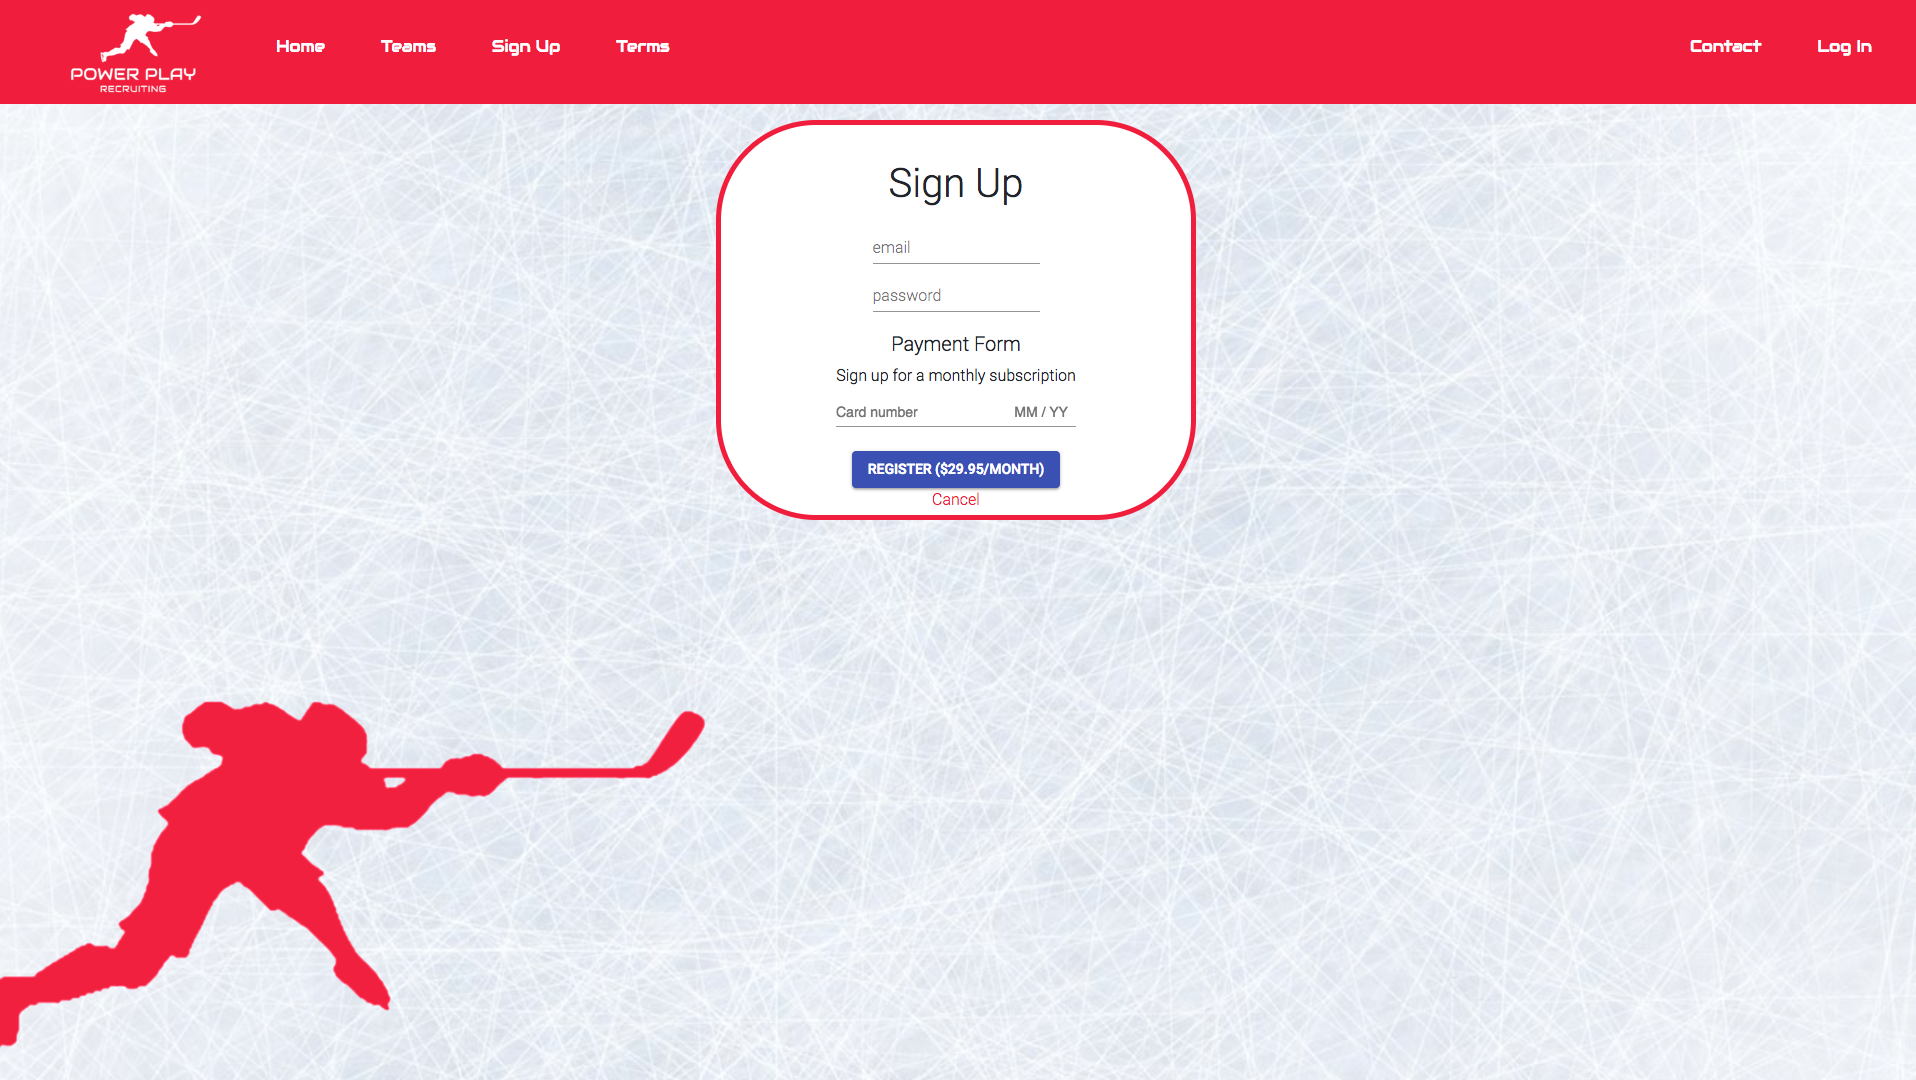 POWER PLAY
RECRUITING
Home
Teams
Sign Up
Terms
Contact
Log In
Sign Up
email
password
Payment Form
Sign up for a monthly subscription
Card number MM / YY
REGISTER ($29.95/MONTH)
Cancel